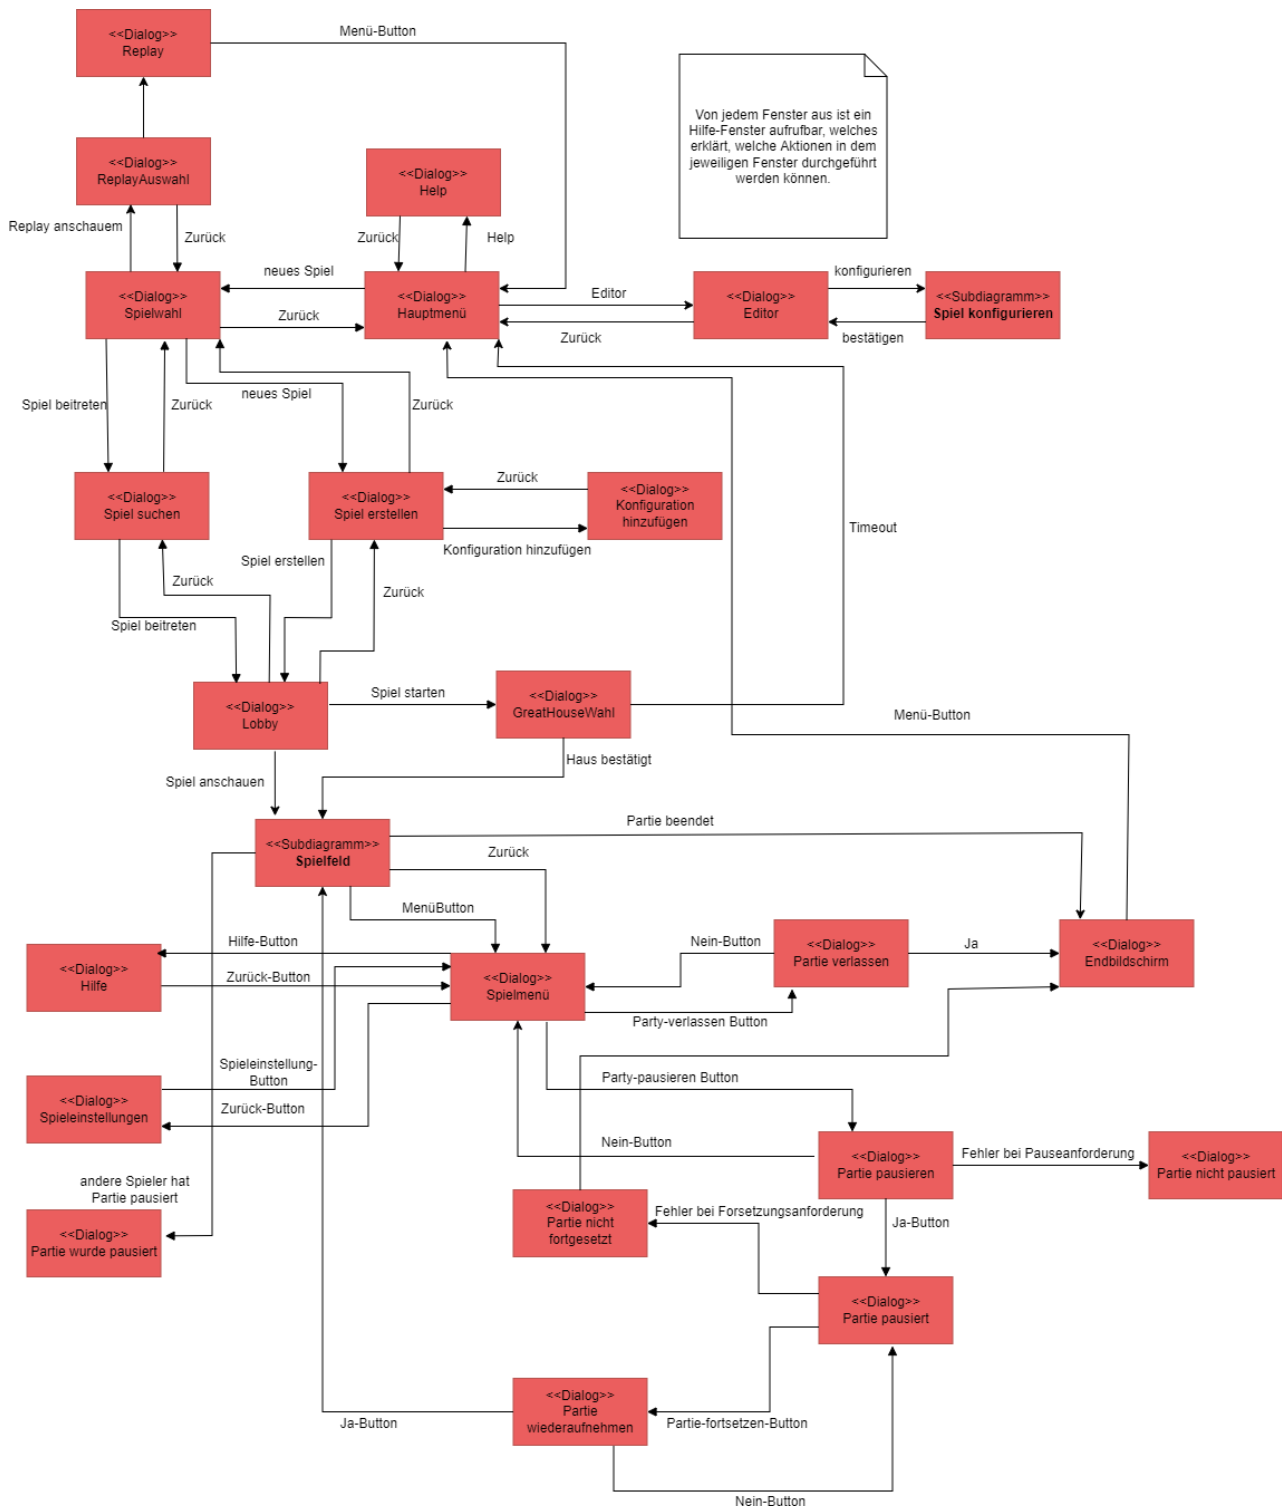 <<Dialog>>
Replay
Menü-Button
Von jedem Fenster aus ist ein
Hilfe-Fenster aufrufbar, welches
erklärt, welche Aktionen in dem
jeweiligen Fenster durchgeführt
werden können.
<<Dialog>>
ReplayAuswahl
<<Dialog>>
Help
Replay anschauem
Zurück
Zurück
Help
neues Spiel
konfigurieren
<<Dialog>>
Spielwahl
<<Dialog>>
Hauptmenü
Editor
<<Dialog>>
Editor
<<Subdiagramm>>
Spiel konfigurieren
Zurück
Zurück
bestätigen
Spiel beitreten
Zurück
neues Spiel
Zurück
<<Dialog>>
Spiel suchen
<<Dialog>>
Spiel erstellen
Zurück
<<Dialog>>
Konfiguration
hinzufügen
Konfiguration hinzufügen
Timeout
Spiel erstellen
Zurück
Zurück
Spiel beitreten
<<Dialog>>
Lobby
Spiel starten
<<Dialog>>
GreatHouseWahl
Menü-Button
Haus bestätigt
Spiel anschauen
<<Subdiagramm>>
Spielfeld
Partie beendet
Zurück
MenüButton
Hilfe-Button
<<Dialog>>
Hilfe
Zurück-Button
<<Dialog>>
Spielmenü
Nein-Button
<<Dialog>>
Partie verlassen
Ja
<<Dialog>>
Endbildschirm
Party-verlassen Button
Spieleinstellung-
Button
Party-pausieren Button
<<Dialog>>
Spieleinstellungen
Zurück-Button
Nein-Button
<<Dialog>>
Partie pausieren
Fehler bei Pauseanforderung
<<Dialog>>
Partie nicht pausiert
andere Spieler hat
Partie pausiert
<<Dialog>>
Partie wurde pausiert
<<Dialog>>
Partie nicht
fortgesetzt
Fehler bei Forsetzungsanforderung
Ja-Button
<<Dialog>>
Partie pausiert
<<Dialog>>
Partie
wiederaufnehmen
Ja-Button
Partie-fortsetzen-Button
Nein-Button